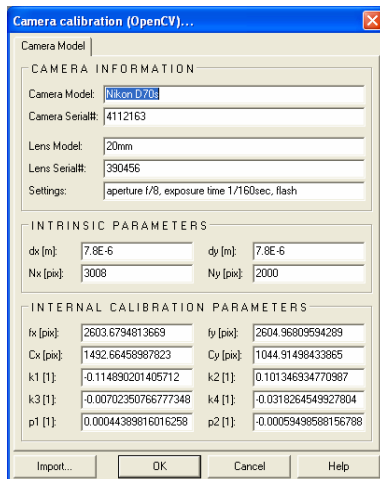 Camera calibration (OpenCV)...
Camera Model
CAMERA INFORMATION
Camera Model: Nikon D70s
Camera Serial#: 4112163
Lens Model: 20mm
Lens Serial#: 390456
Settings: aperture f/8, exposure time 1/160sec, flash
INTRINSIC PARAMETERS
dx [m]: 7.8E-6 dy [m]: 7.8E-6
Nx [pix]: 3008 Ny [pix]: 2000
INTERNAL CALIBRATION PARAMETERS
fx [pix]: 2603.6794813669 fy [pix]: 2604.96809594289
Cx [pix]: 1492.66458987823 Cy [pix]: 1044.91498433865
k1 [1]: -0.114890201405712 k2 [1]: 0.101346934770987
k3 [1]: -0.00702350766777348 k4 [1]: -0.0318264549927804
p1 [1]: 0.00044389816016258 p2 [1]: -0.00059498588156788
Import... OK Cancel Help